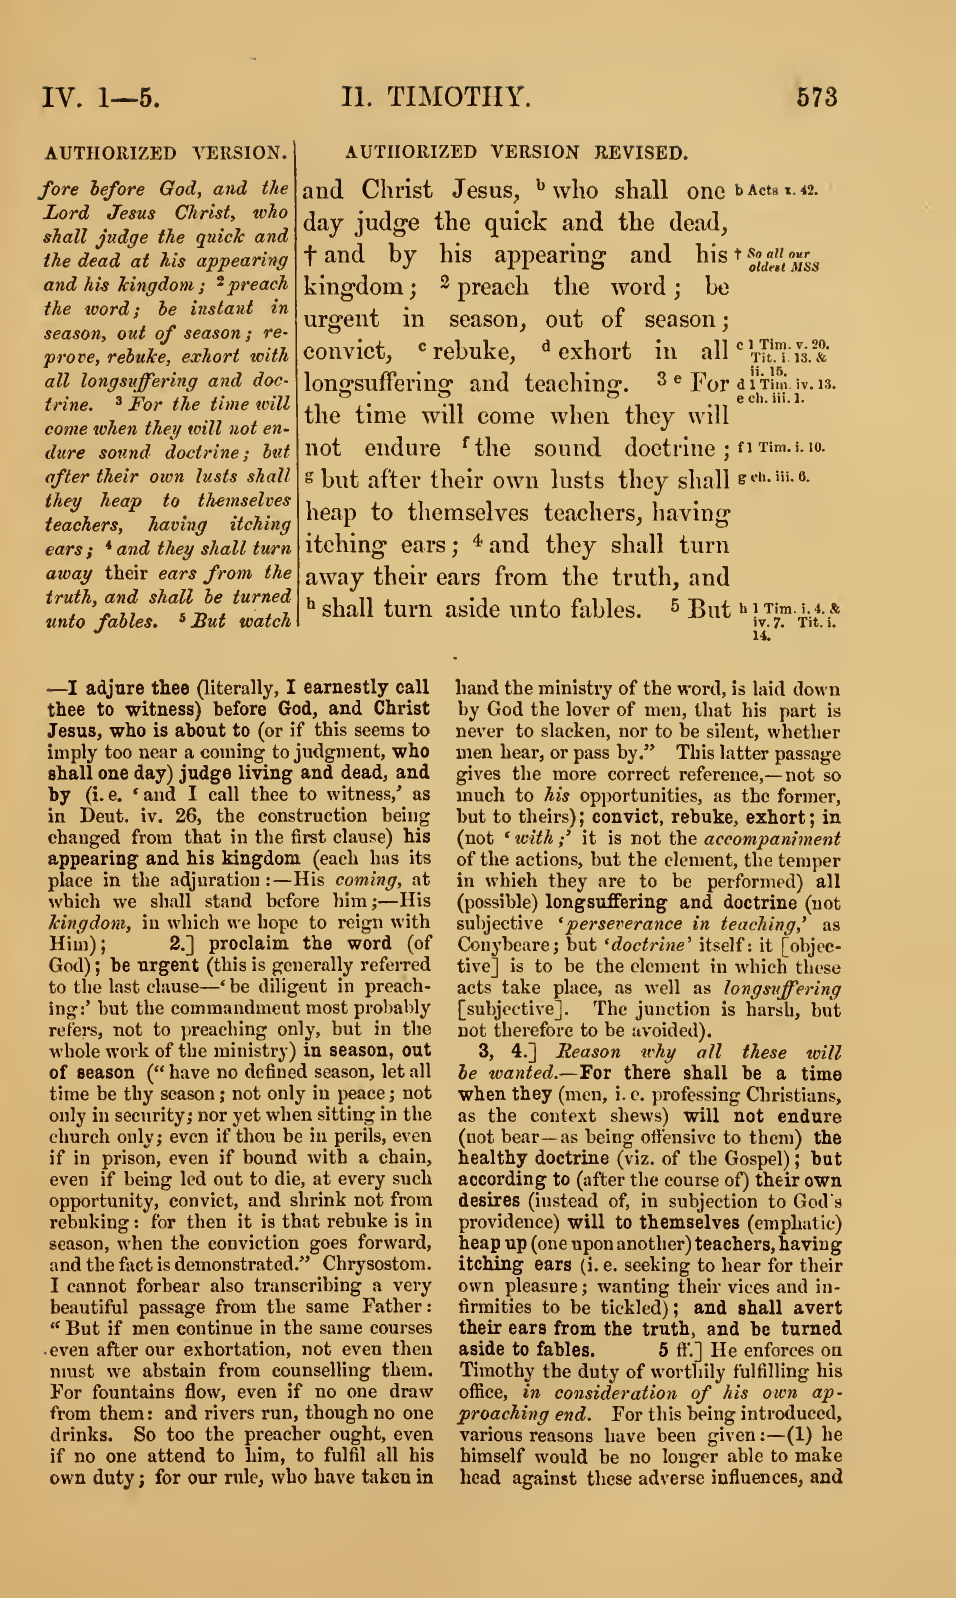 IV. 1—5.
II. TIMOTHY.
573
AUTHORIZED VERSION.
fore before God, and the
Lord Jesus Christ, who
shall judge the quick and
the dead at his appearing
and his kingdom; ² preach
the word; be instant in
season, out of season; re-
prove, rebuke, exhort with
all longsuffering and doc-
trine. ³ For the time will
come when they will not en-
dure sound doctrine; but
after their own lusts shall
they heap to themselves
teachers, having itching
ears; ⁴ and they shall turn
away their ears from the
truth, and shall be turned
unto fables. ⁵ But watch
AUTHORIZED VERSION REVISED.
and Christ Jesus, ᵇ who shall one
day judge the quick and the dead,
† and by his appearing and his
kingdom; ² preach the word; be
urgent in season, out of season;
convict, ᶜ rebuke, ᵈ exhort in all
longsuffering and teaching. ³ ᵉ For
the time will come when they will
not endure ᶠ the sound doctrine;
ᵍ but after their own lusts they shall
heap to themselves teachers, having
itching ears; ⁴ and they shall turn
away their ears from the truth, and
ʰ shall turn aside unto fables. ⁵ But
b Acts x. 42.
† So all our
oldest MSS
c 1 Tim. v. 20.
Tit. i. 13. &
ii. 15.
d 1 Tim. iv. 13.
e ch. iii. 1.
f 1 Tim. i. 10.
g ch. iii. 6.
h 1 Tim. i. 4. &
iv. 7. Tit. i.
14.
—I adjure thee (literally, I earnestly call
thee to witness) before God, and Christ
Jesus, who is about to (or if this seems to
imply too near a coming to judgment, who
shall one day) judge living and dead, and
by (i. e. ‘and I call thee to witness,’ as
in Deut. iv. 26, the construction being
changed from that in the first clause) his
appearing and his kingdom (each has its
place in the adjuration:—His coming, at
which we shall stand before him;—His
kingdom, in which we hope to reign with
Him); 2.] proclaim the word (of
God); be urgent (this is generally referred
to the last clause—‘be diligent in preach-
ing:’ but the commandment most probably
refers, not to preaching only, but in the
whole work of the ministry) in season, out
of season (“have no defined season, let all
time be thy season; not only in peace; not
only in security; nor yet when sitting in the
church only; even if thou be in perils, even
if in prison, even if bound with a chain,
even if being led out to die, at every such
opportunity, convict, and shrink not from
rebuking: for then it is that rebuke is in
season, when the conviction goes forward,
and the fact is demonstrated.” Chrysostom.
I cannot forbear also transcribing a very
beautiful passage from the same Father:
“But if men continue in the same courses
even after our exhortation, not even then
must we abstain from counselling them.
For fountains flow, even if no one draw
from them: and rivers run, though no one
drinks. So too the preacher ought, even
if no one attend to him, to fulfil all his
own duty; for our rule, who have taken in
hand the ministry of the word, is laid down
by God the lover of men, that his part is
never to slacken, nor to be silent, whether
men hear, or pass by.” This latter passage
gives the more correct reference,—not so
much to his opportunities, as the former,
but to theirs); convict, rebuke, exhort; in
(not ‘with;’ it is not the accompaniment
of the actions, but the element, the temper
in which they are to be performed) all
(possible) longsuffering and doctrine (not
subjective ‘perseverance in teaching,’ as
Conybeare; but ‘doctrine’ itself: it [objec-
tive] is to be the element in which these
acts take place, as well as longsuffering
[subjective]. The junction is harsh, but
not therefore to be avoided).
3, 4.] Reason why all these will
be wanted.—For there shall be a time
when they (men, i. e. professing Christians,
as the context shews) will not endure
(not bear—as being offensive to them) the
healthy doctrine (viz. of the Gospel); but
according to (after the course of) their own
desires (instead of, in subjection to God's
providence) will to themselves (emphatic)
heap up (one upon another) teachers, having
itching ears (i. e. seeking to hear for their
own pleasure; wanting their vices and in-
firmities to be tickled); and shall avert
their ears from the truth, and be turned
aside to fables. 5 ff.] He enforces on
Timothy the duty of worthily fulfilling his
office, in consideration of his own ap-
proaching end. For this being introduced,
various reasons have been given:—(1) he
himself would be no longer able to make
head against these adverse influences, and